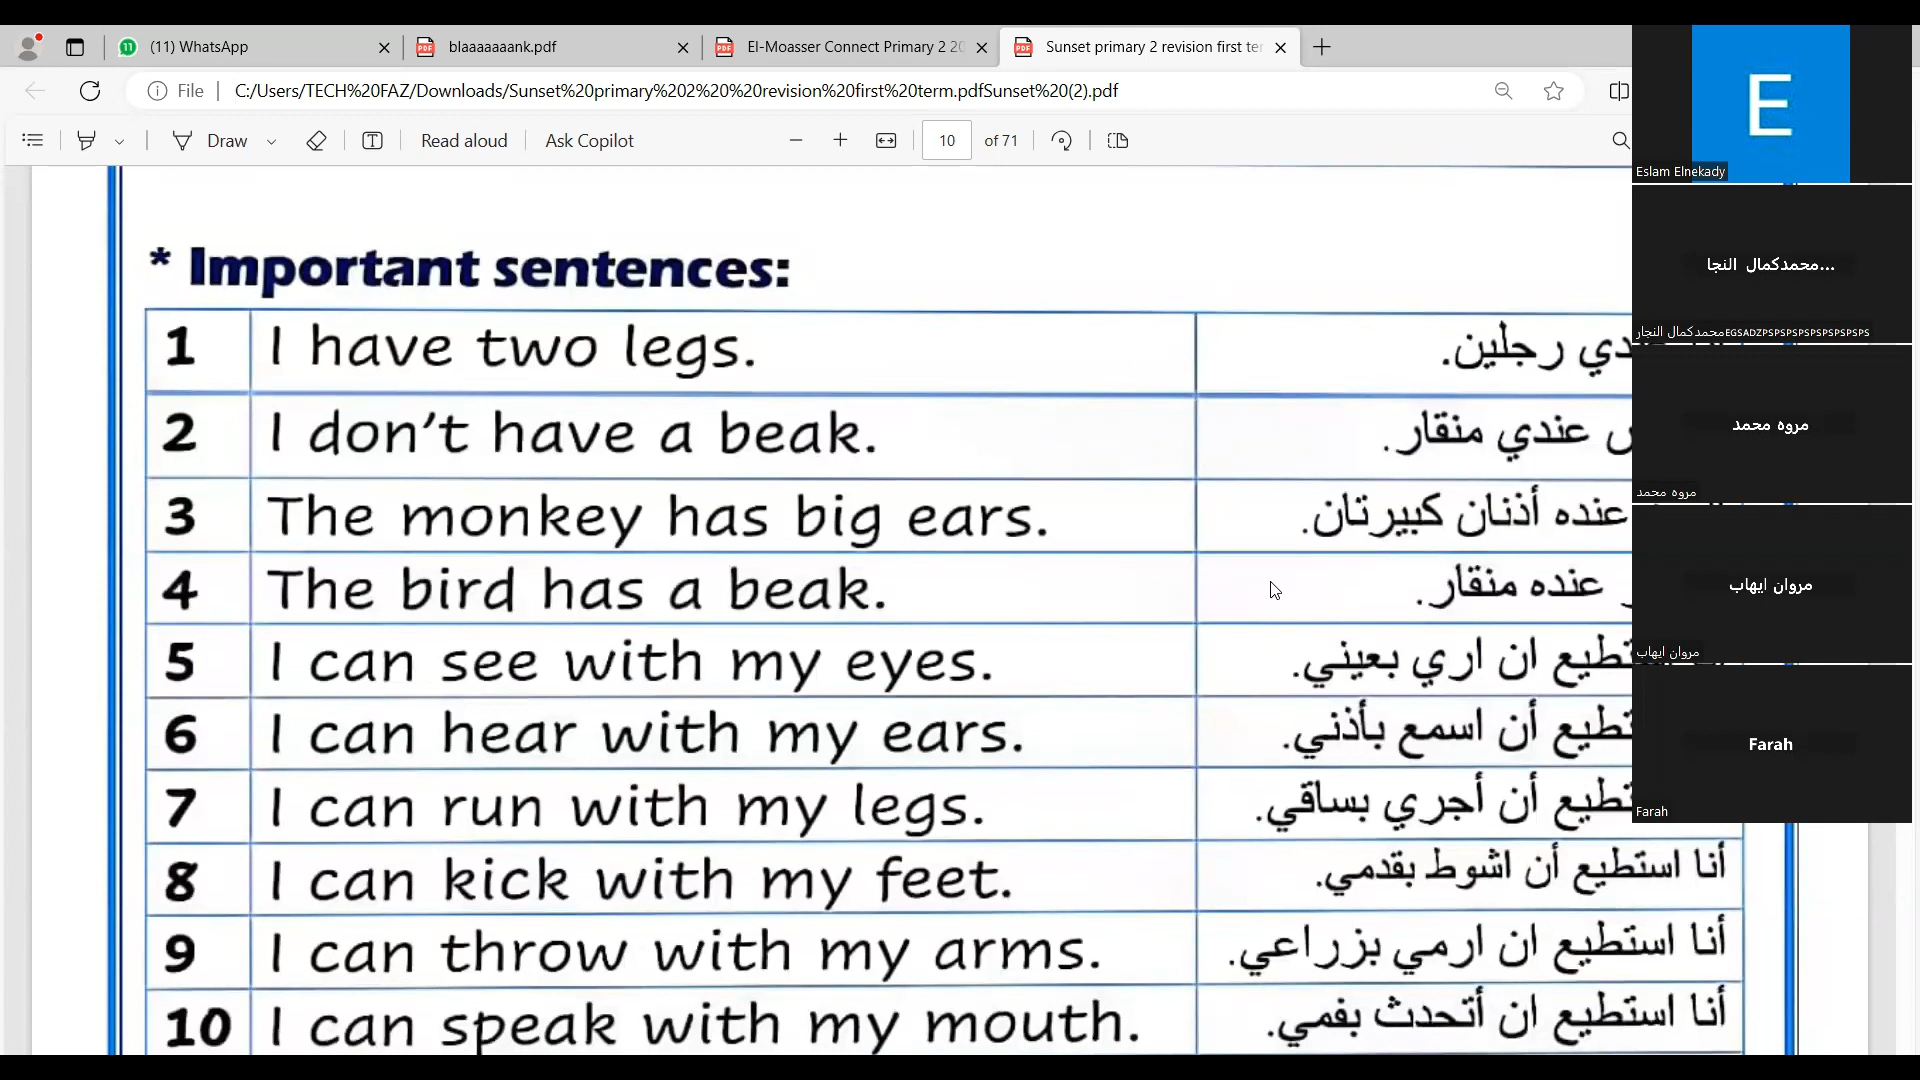 (11) WhatsApp
blaaaaaaank.pdf
El-Moasser Connect Primary 2 20
Sunset primary 2 revision first te
File
C:/Users/TECH%20FAZ/Downloads/Sunset%20primary%202%20%20revision%20first%20term.pdfSunset%20(2).pdf
Draw
Read aloud
Ask Copilot
10
of 71
* Important sentences:
1 I have two legs. رجلين.
2 I don't have a beak. عندي منقار.
3 The monkey has big ears. عنده أذنان كبيرتان.
4 The bird has a beak. عنده منقار.
5 I can see with my eyes. ان اري بعيني.
6 I can hear with my ears. أن اسمع بأذني.
7 I can run with my legs. أن أجري بساقي.
8 I can kick with my feet. أنا استطيع أن اشوط بقدمي.
9 I can throw with my arms. أنا استطيع ان ارمي بزراعي.
10 I can speak with my mouth. أنا استطيع ان أتحدث بفمي.
E
Eslam Elnekady
محمدكمال النجا...
محمدكمال النجارEGSADZPSPSPSPSPSPSPSPSPS
مروه محمد
مروه محمد
مروان ايهاب
مروان ايهاب
Farah
Farah